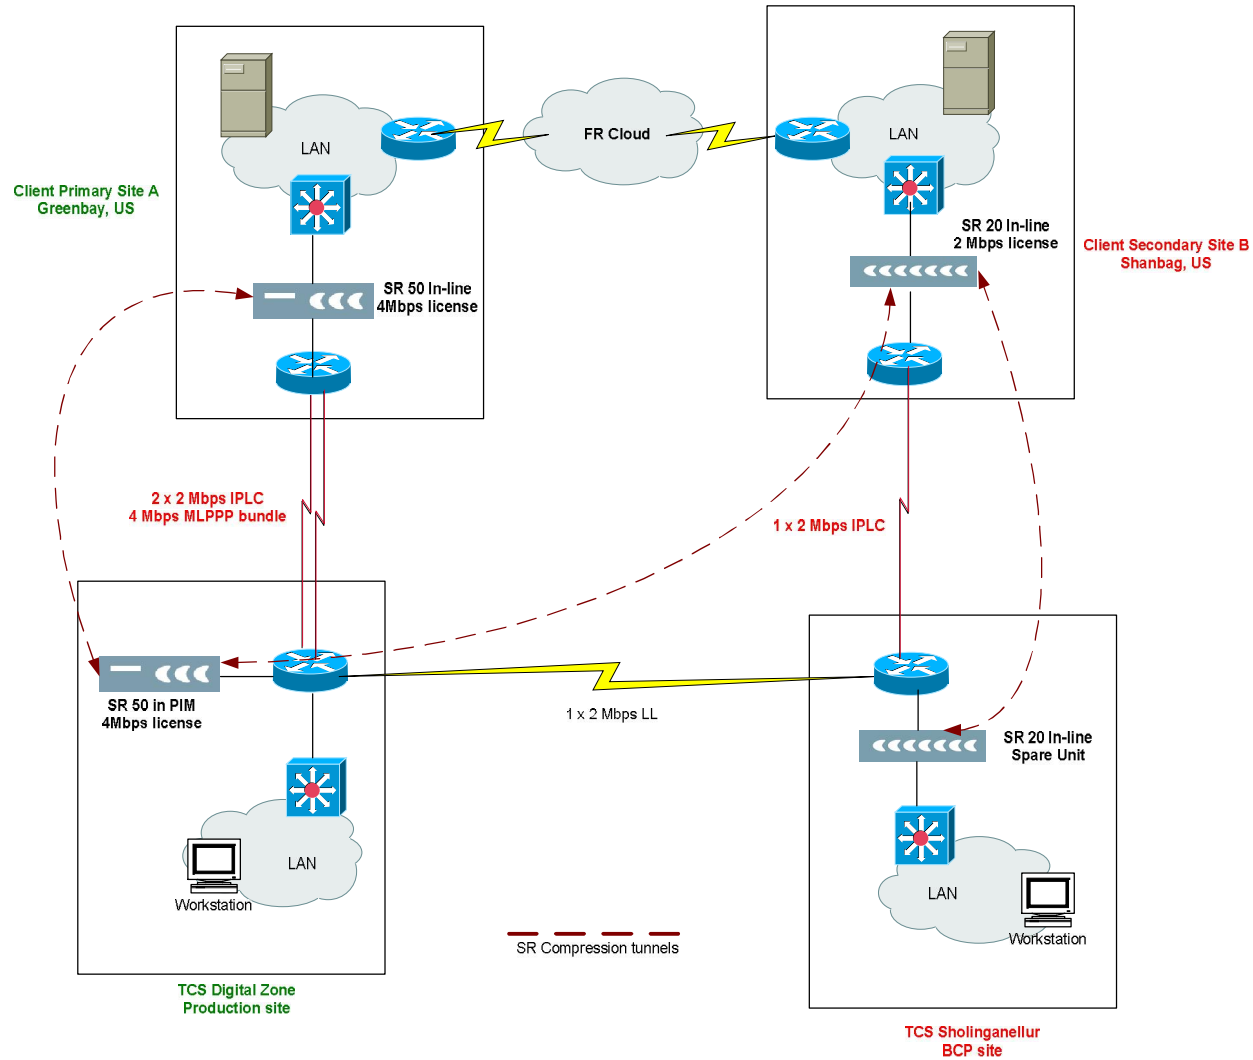 FR Cloud
LAN
LAN
Client Primary Site A
Greenbay, US
SR 20 In-line
2 Mbps license
Client Secondary Site B
Shanbag, US
SR 50 In-line
4Mbps license
2 x 2 Mbps IPLC
4 Mbps MLPPP bundle
1 x 2 Mbps IPLC
SR 50 in PIM
4Mbps license
1 x 2 Mbps LL
SR 20 In-line
Spare Unit
LAN
Workstation
LAN
Workstation
SR Compression tunnels
TCS Digital Zone
Production site
TCS Sholinganellur
BCP site